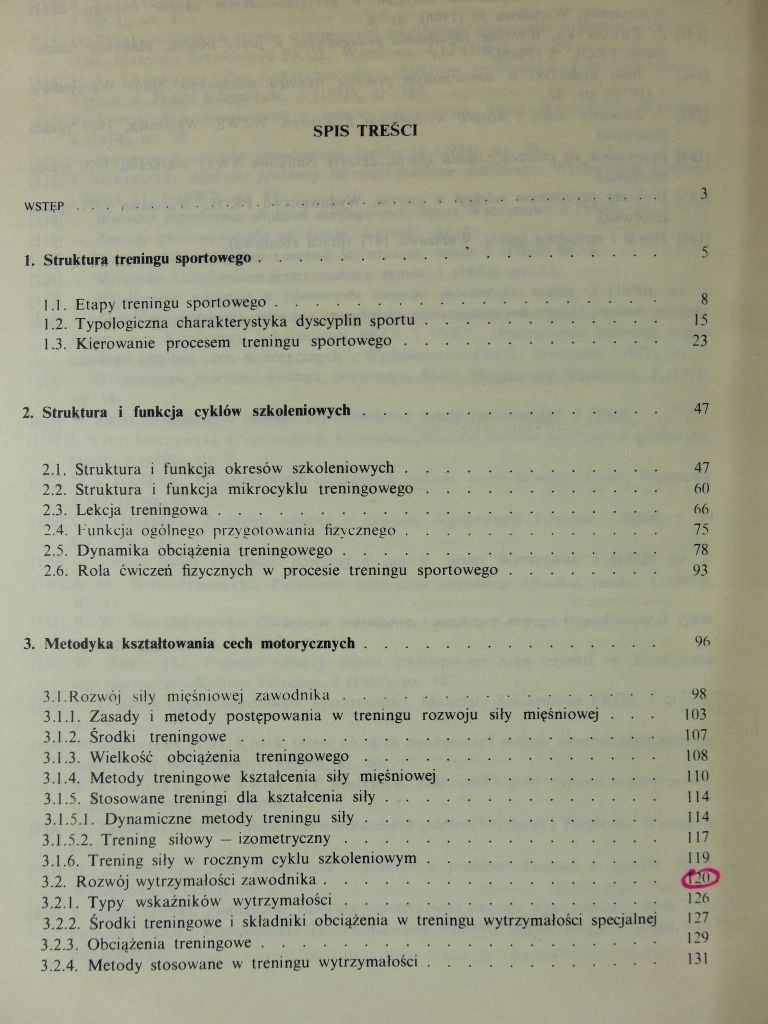 SPIS TREŚCI
WSTĘP . . . . . . . . . . . . . . . . . . . . 3
1. Struktura treningu sportowego . . . . . . . . . . . . . . . . . . . . 5
1.1. Etapy treningu sportowego . . . . . . . . . . . . . . . . . . . . 8
1.2. Typologiczna charakterystyka dyscyplin sportu . . . . . . . . . . . . 15
1.3. Kierowanie procesem treningu sportowego . . . . . . . . . . . . . 23
2. Struktura i funkcja cyklów szkoleniowych . . . . . . . . . . . . . . . 47
2.1. Struktura i funkcja okresów szkoleniowych . . . . . . . . . . . . . 47
2.2. Struktura i funkcja mikrocyklu treningowego . . . . . . . . . . . . 60
2.3. Lekcja treningowa . . . . . . . . . . . . . . . . . . . . . 66
2.4. Funkcja ogólnego przygotowania fizycznego . . . . . . . . . . . . . 75
2.5. Dynamika obciążenia treningowego . . . . . . . . . . . . . . . . 78
2.6. Rola ćwiczeń fizycznych w procesie treningu sportowego . . . . . . . . 93
3. Metodyka kształtowania cech motorycznych . . . . . . . . . . . . . . . 96
3.1.Rozwój siły mięśniowej zawodnika . . . . . . . . . . . . . . . . 98
3.1.1. Zasady i metody postępowania w treningu rozwoju siły mięśniowej . . . 103
3.1.2. Środki treningowe . . . . . . . . . . . . . . . . . . . . 107
3.1.3. Wielkość obciążenia treningowego . . . . . . . . . . . . . . . 108
3.1.4. Metody treningowe kształcenia siły mięśniowej . . . . . . . . . . . 110
3.1.5. Stosowane treningi dla kształcenia siły . . . . . . . . . . . . . . 114
3.1.5.1. Dynamiczne metody treningu siły . . . . . . . . . . . . . . . 114
3.1.5.2. Trening siłowy – izometryczny . . . . . . . . . . . . . . . . 117
3.1.6. Trening siły w rocznym cyklu szkoleniowym . . . . . . . . . . . . 119
3.2. Rozwój wytrzymałości zawodnika . . . . . . . . . . . . . . . . . 120
3.2.1. Typy wskaźników wytrzymałości . . . . . . . . . . . . . . . . 126
3.2.2. Środki treningowe i składniki obciążenia w treningu wytrzymałości specjalnej 127
3.2.3. Obciążenia treningowe . . . . . . . . . . . . . . . . . . . . 129
3.2.4. Metody stosowane w treningu wytrzymałości . . . . . . . . . . . . 131